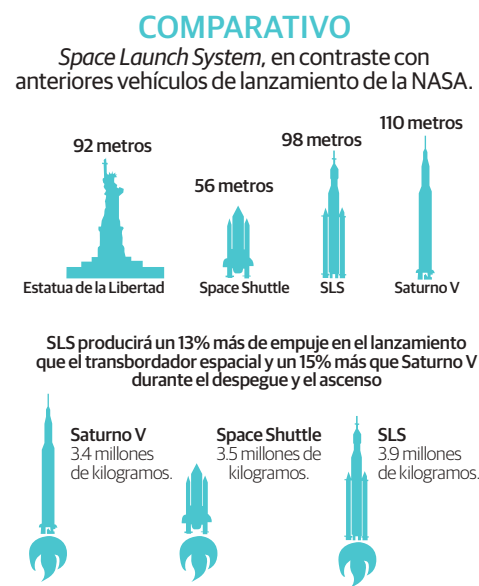 COMPARATIVO
Space Launch System, en contraste con
anteriores vehículos de lanzamiento de la NASA.
92 metros
56 metros
98 metros
110 metros
Estatua de la Libertad
Space Shuttle
SLS
Saturno V
SLS producirá un 13% más de empuje en el lanzamiento
que el transbordador espacial y un 15% más que Saturno V
durante el despegue y el ascenso
Saturno V
3.4 millones
de kilogramos.
Space Shuttle
3.5 millones de
kilogramos.
SLS
3.9 millones
de kilogramos.